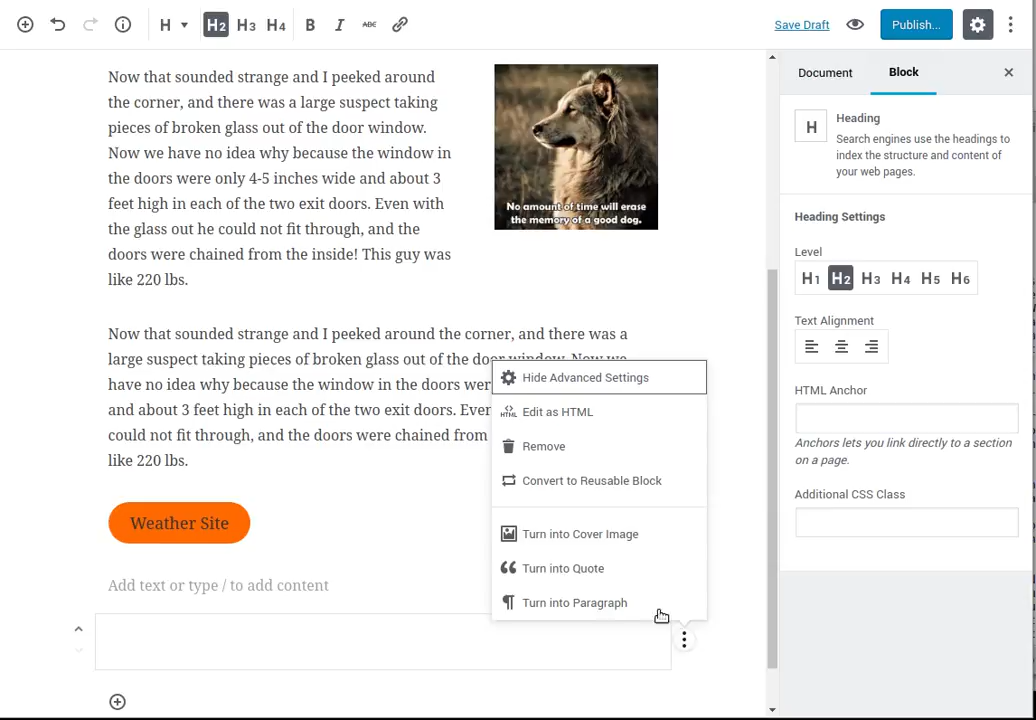 H H2 H3 H4 B I ABC Save Draft Publish...
Now that sounded strange and I peeked around
the corner, and there was a large suspect taking
pieces of broken glass out of the door window.
Now we have no idea why because the window in
the doors were only 4-5 inches wide and about 3
feet high in each of the two exit doors. Even with
the glass out he could not fit through, and the
doors were chained from the inside! This guy was
like 220 lbs.
No amount of time will erase
the memory of a good dog.
Now that sounded strange and I peeked around the corner, and there was a
large suspect taking pieces of broken glass out of the door window. Now we
have no idea why because the window in the doors wer
and about 3 feet high in each of the two exit doors. Even
could not fit through, and the doors were chained from
like 220 lbs.
Weather Site
Add text or type / to add content
Hide Advanced Settings
HTML Edit as HTML
Remove
Convert to Reusable Block
Turn into Cover Image
Turn into Quote
Turn into Paragraph
Document Block
H Heading
Search engines use the headings to
index the structure and content of
your web pages.
Heading Settings
Level
H1 H2 H3 H4 H5 H6
Text Alignment
HTML Anchor
Anchors lets you link directly to a section
on a page.
Additional CSS Class